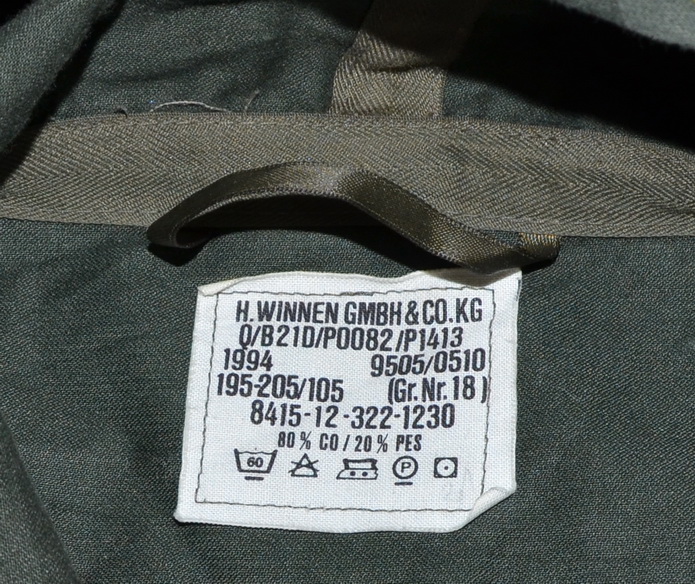 H.WINNEN GMBH & CO.KG
Q/B21D/P0082/P1413
1994 9505/0510
195-205/105 (Gr.Nr.18)
8415-12-322-1230
80% CO/20% PES
60 P